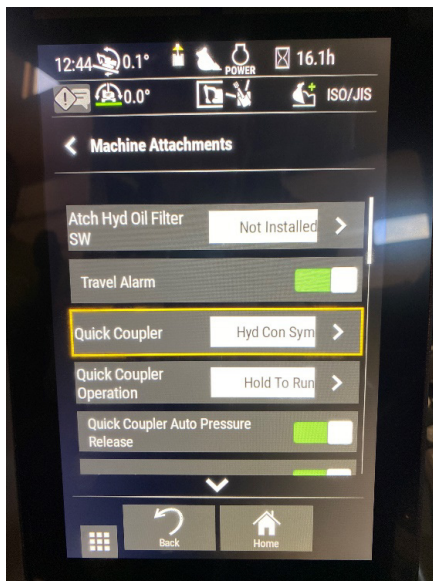 12:44 0.1° POWER 16.1h
0.0° ISO/JIS
Machine Attachments
Atch Hyd Oil Filter
SW
Not Installed
Travel Alarm
Quick Coupler Hyd Con Sym
Quick Coupler
Operation
Hold To Run
Quick Coupler Auto Pressure
Release
Back Home